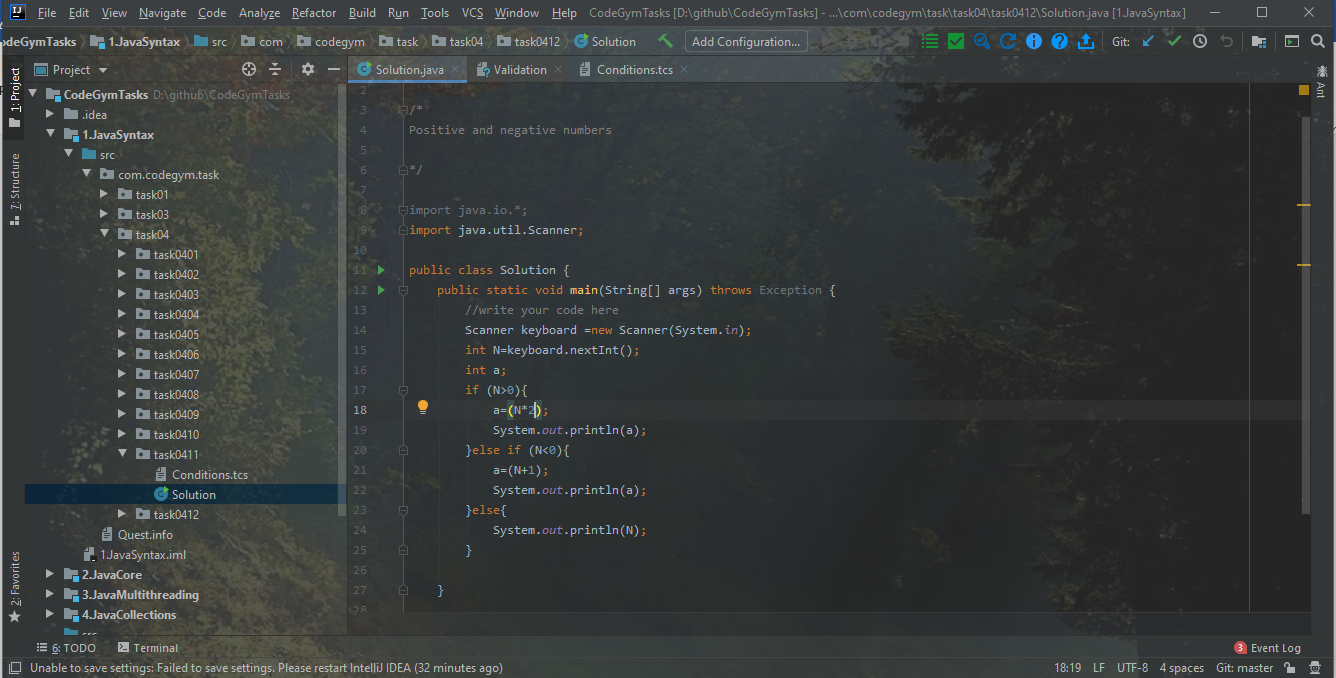 File Edit View Navigate Code Analyze Refactor Build Run Tools VCS Window Help CodeGymTasks [D:\github\CodeGymTasks] - ...\com\codegym\task\task04\task0412\Solution.java [1.JavaSyntax]
odeGymTasks 1.JavaSyntax src com codegym task task04 task0412 Solution Add Configuration... Git:
1: Project
7: Structure
2: Favorites
Project
CodeGymTasks D:\github\CodeGymTasks
.idea
1.JavaSyntax
src
com.codegym.task
task01
task03
task04
task0401
task0402
task0403
task0404
task0405
task0406
task0407
task0408
task0409
task0410
task0411
Conditions.tcs
Solution
task0412
Quest.info
1.JavaSyntax.iml
2.JavaCore
3.JavaMultithreading
4.JavaCollections
src
Solution.java Validation Conditions.tcs
2
3 /*
4 Positive and negative numbers
5
6 */
7
8 import java.io.*;
9 import java.util.Scanner;
10
11 public class Solution {
12 public static void main(String[] args) throws Exception {
13 //write your code here
14 Scanner keyboard =new Scanner(System.in);
15 int N=keyboard.nextInt();
16 int a;
17 if (N>0){
18 a=(N*2);
19 System.out.println(a);
20 }else if (N<0){
21 a=(N+1);
22 System.out.println(a);
23 }else{
24 System.out.println(N);
25 }
26
27 }
28
Ant
6: TODO Terminal 3 Event Log
Unable to save settings: Failed to save settings. Please restart IntelliJ IDEA (32 minutes ago) 18:19 LF UTF-8 4 spaces Git: master